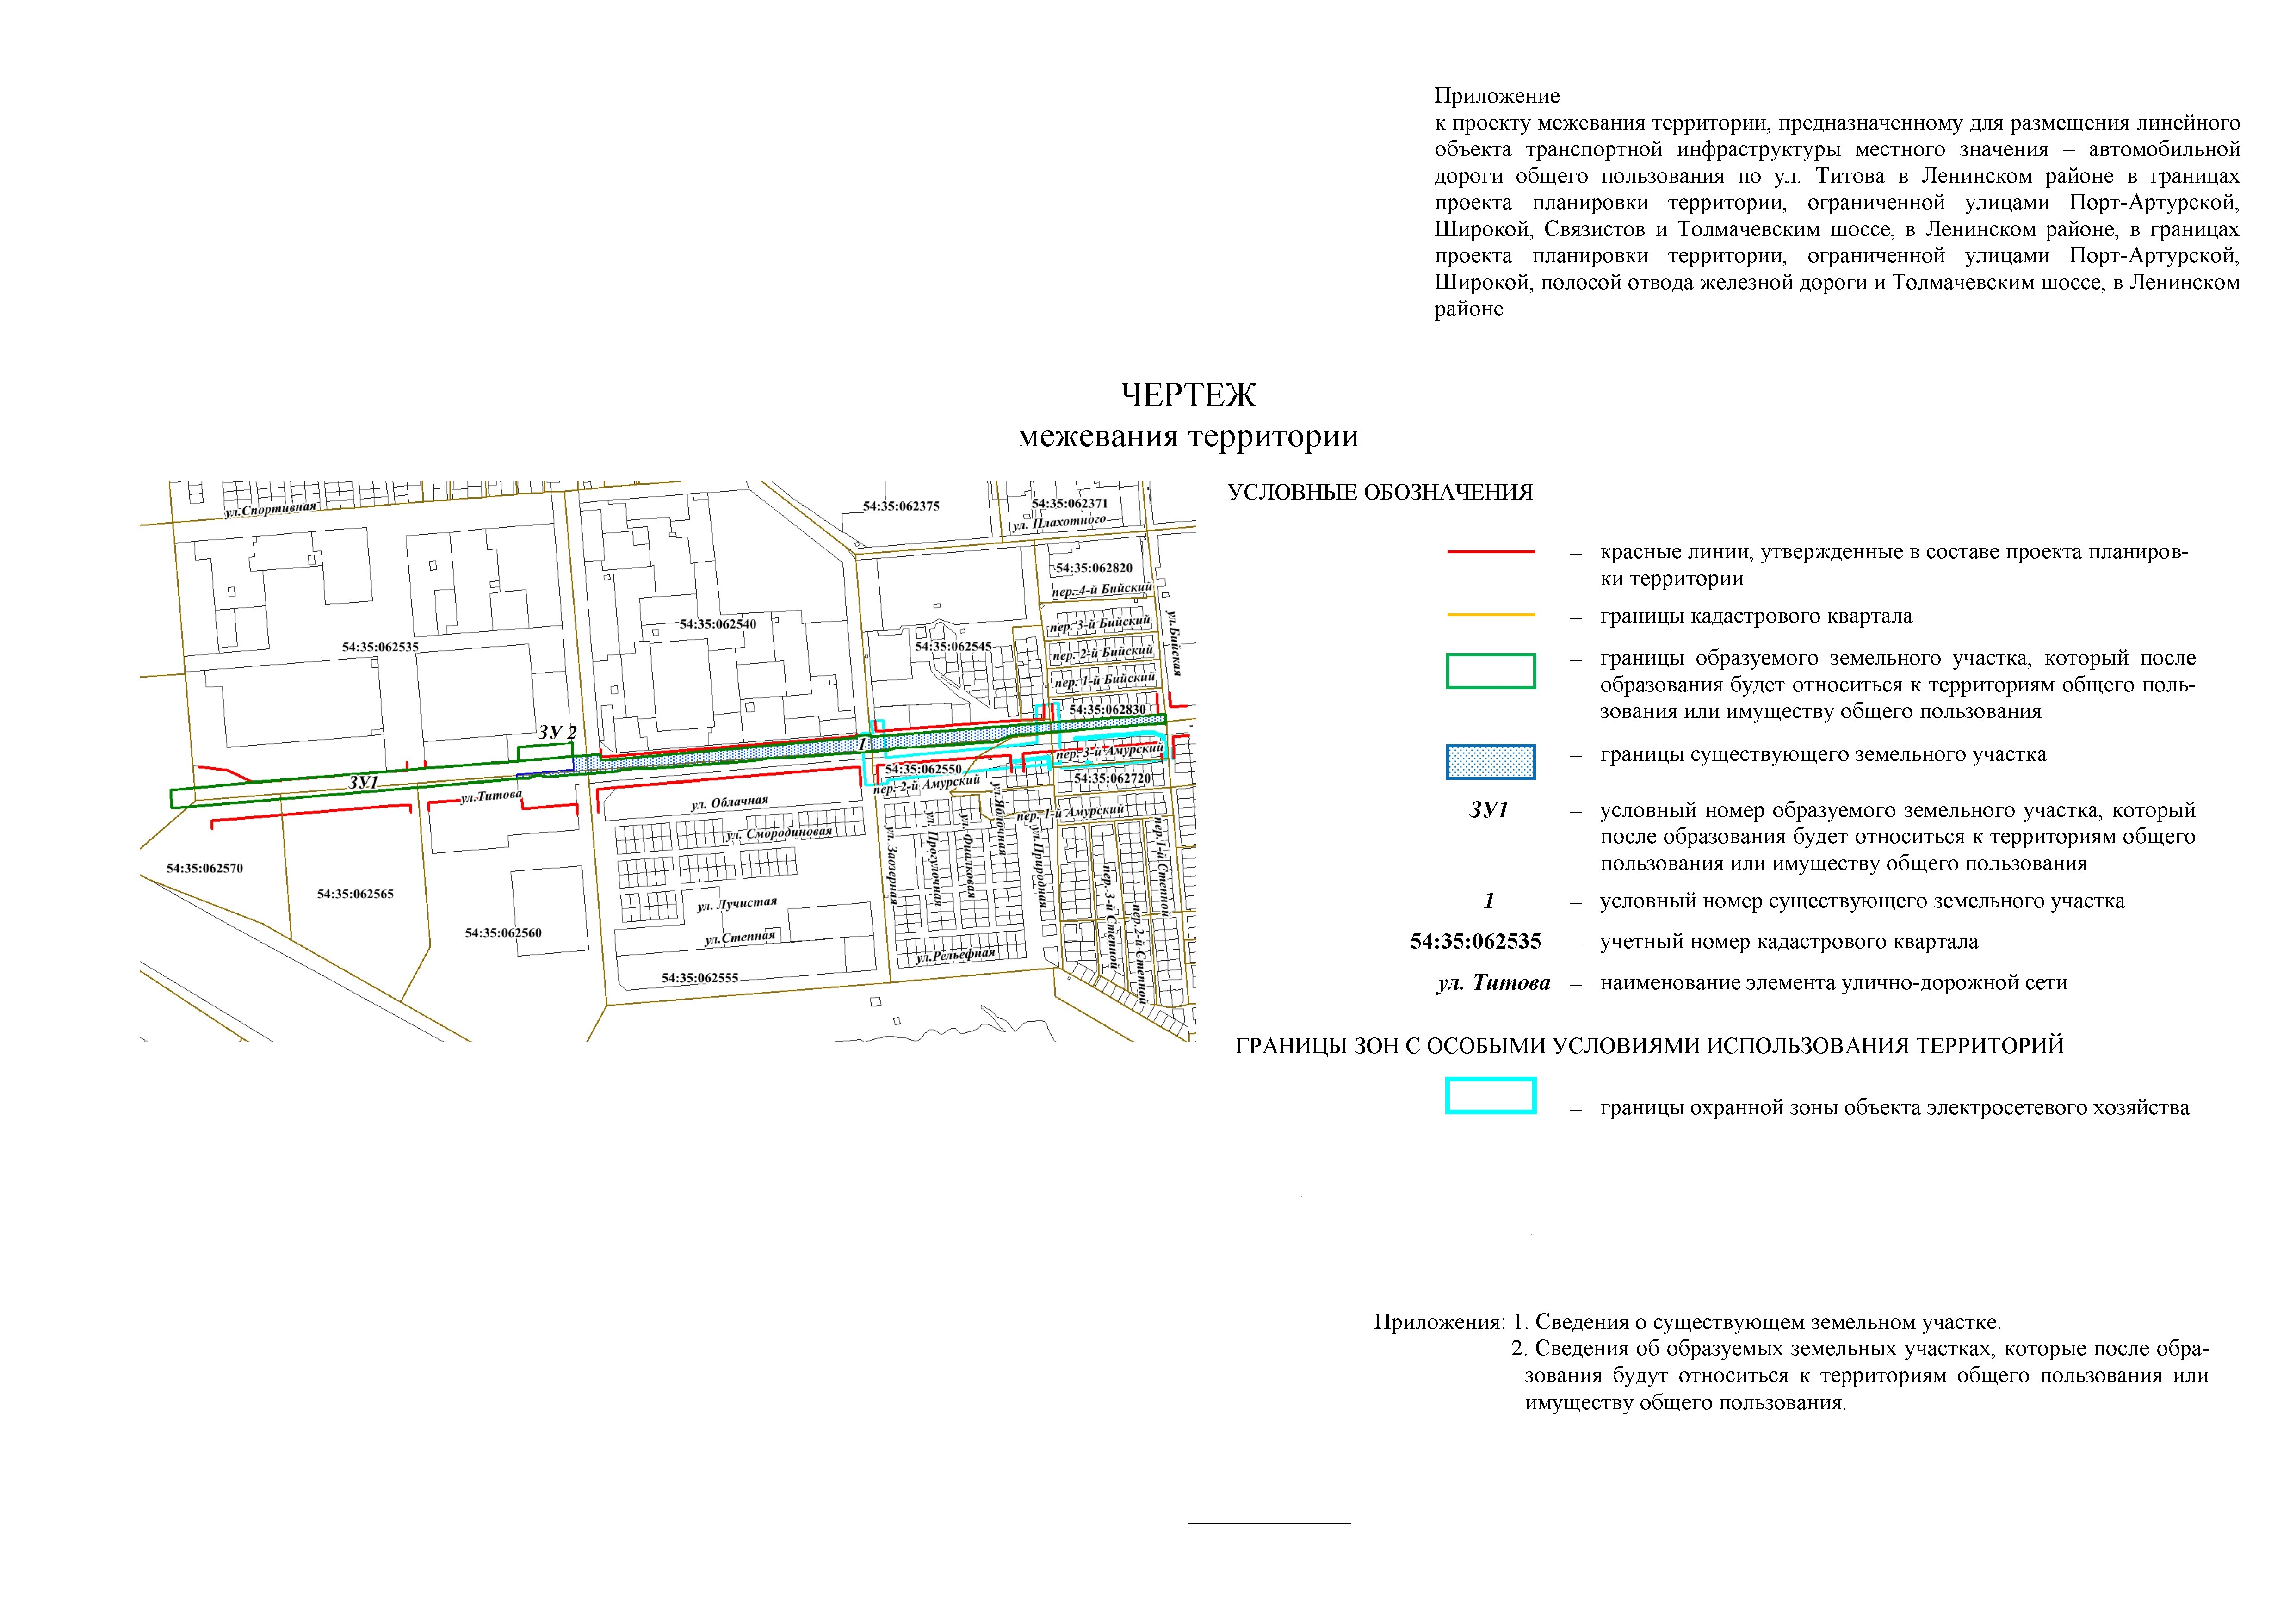 Приложение
к проекту межевания территории, предназначенному для размещения линейного
объекта транспортной инфраструктуры местного значения – автомобильной
дороги общего пользования по ул. Титова в Ленинском районе в границах
проекта планировки территории, ограниченной улицами Порт-Артурской,
Широкой, Связистов и Толмачевским шоссе, в Ленинском районе, в границах
проекта планировки территории, ограниченной улицами Порт-Артурской,
Широкой, полосой отвода железной дороги и Толмачевским шоссе, в Ленинском
районе
ЧЕРТЕЖ
межевания территории
ул.Спортивная
54:35:062375
54:35:062371
ул. Плахотного
54:35:062820
пер. 4-й Бийский
пер. 3-й Бийский
ул.Бийская
54:35:062540
54:35:062535
54:35:062545
пер. 2-й Бийский
пер. 1-й Бийский
54:35:062830
ЗУ 2
1
пер. 3-й Амурский
54:35:062550
54:35:062720
ЗУ1
пер. 2-й Амурский
ул.Титова
ул. Облачная
пер. 1-й Амурский
ул. Смородиновая
ул. Заозерная
ул. Прогулочная
ул. Фиалковая
ул.Яблочная
ул.Природная
пер.1-й Степной
54:35:062570
54:35:062565
пер. 3-й Степной
ул. Лучистая
пер.2-й Степной
54:35:062560
ул.Степная
ул.Рельефная
54:35:062555
УСЛОВНЫЕ ОБОЗНАЧЕНИЯ
– красные линии, утвержденные в составе проекта планиров-
ки территории
– границы кадастрового квартала
– границы образуемого земельного участка, который после
образования будет относиться к территориям общего поль-
зования или имуществу общего пользования
– границы существующего земельного участка
ЗУ1 – условный номер образуемого земельного участка, который
после образования будет относиться к территориям общего
пользования или имуществу общего пользования
1 – условный номер существующего земельного участка
54:35:062535 – учетный номер кадастрового квартала
ул. Титова – наименование элемента улично-дорожной сети
ГРАНИЦЫ ЗОН С ОСОБЫМИ УСЛОВИЯМИ ИСПОЛЬЗОВАНИЯ ТЕРРИТОРИЙ
– границы охранной зоны объекта электросетевого хозяйства
Приложения: 1. Сведения о существующем земельном участке.
2. Сведения об образуемых земельных участках, которые после обра-
зования будут относиться к территориям общего пользования или
имуществу общего пользования.